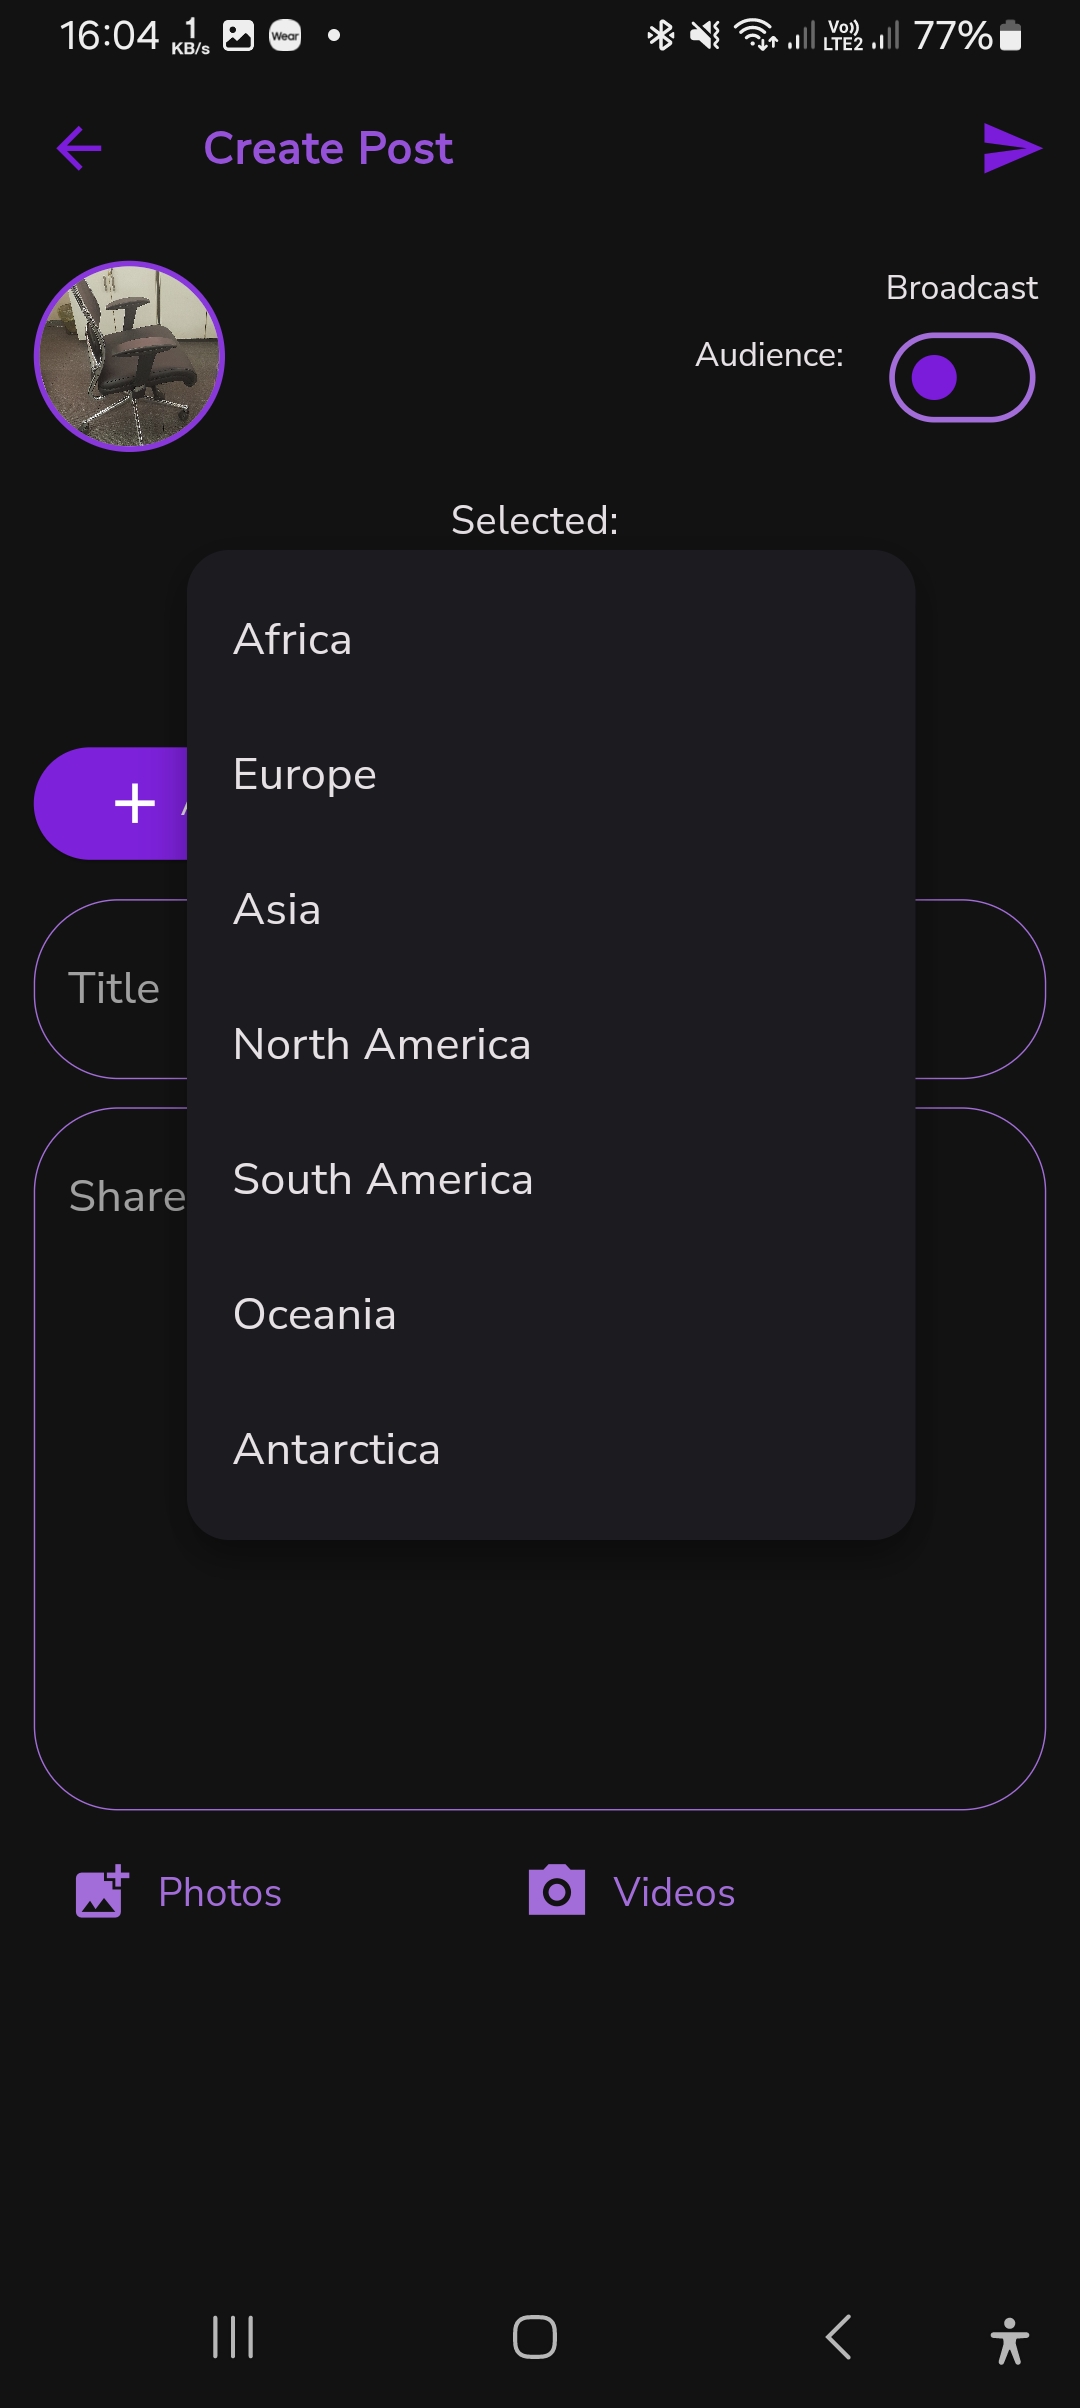 16:04 1 KB/s Wear Vo)) LTE2 77%
Create Post
Broadcast
Audience:
Selected:
Africa
Europe
Asia
Title
North America
South America
Share
Oceania
Antarctica
Photos Videos